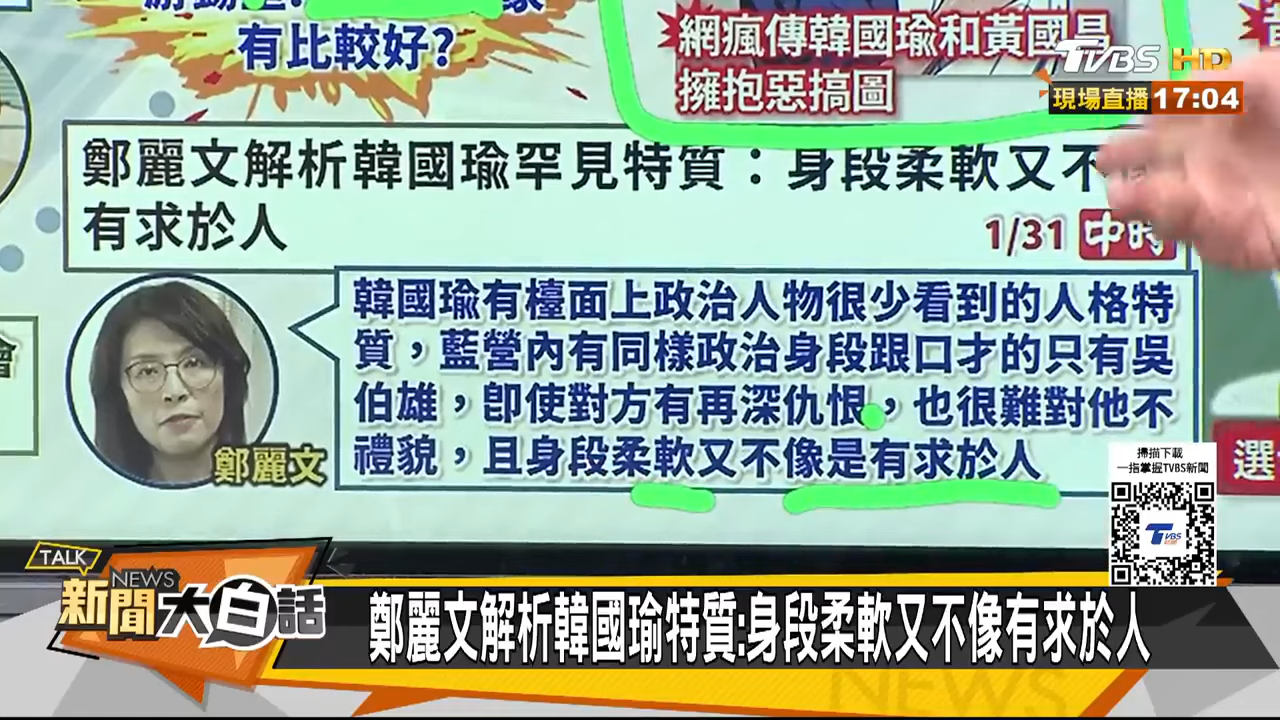 有比較好?
網瘋傳韓國瑜和黃國昌
擁抱惡搞圖
TVBS HD
現場直播 17:04
鄭麗文解析韓國瑜罕見特質：身段柔軟又不
有求於人
1/31 中時
韓國瑜有檯面上政治人物很少看到的人格特
質，藍營內有同樣政治身段跟口才的只有吳
伯雄，即使對方有再深仇恨，也很難對他不
禮貌，且身段柔軟又不像是有求於人
鄭麗文
會
選
掃描下載
一指掌握TVBS新聞
TVBS
TALK
NEWS
新聞大白話
鄭麗文解析韓國瑜特質:身段柔軟又不像有求於人
NEWS